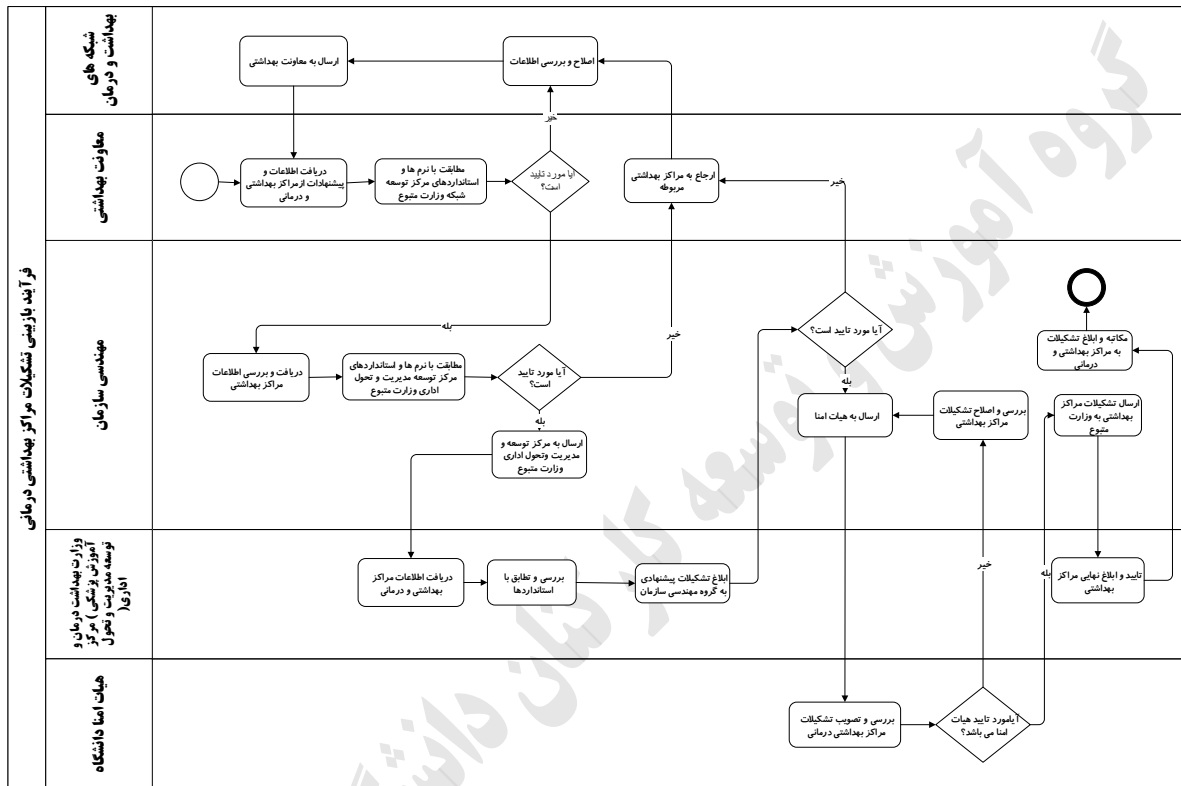 فرآیند بازبینی تشکیلات مراکز بهداشتی درمانی
شبکه های
بهداشت و درمان
ارسال به معاونت بهداشتی
اصلاح و بررسی اطلاعات
خیر
معاونت بهداشتی
دریافت اطلاعات و
پیشنهادات ازمراکز بهداشتی
و درمانی
مطابقت با نرم ها و
استانداردهای مرکز توسعه
شبکه وزارت متبوع
آیا مورد تایید
است؟
ارجاع به مراکز بهداشتی
مربوطه
خیر
مهندسی سازمان
بله
دریافت و بررسی اطلاعات
مراکز بهداشتی
مطابقت با نرم ها و استانداردهای
مرکز توسعه مدیریت و تحول
اداری وزارت متبوع
آیا مورد تایید
است؟
خیر
بله
ارسال به مرکز توسعه و
مدیریت وتحول اداری
وزارت متبوع
آیا مورد تایید است؟
بله
ارسال به هیات امنا
بررسی و اصلاح تشکیلات
مراکز بهداشتی
ارسال تشکیلات مراکز
بهداشتی به وزارت
متبوع
مکاتبه و ابلاغ تشکیلات
به مراکز بهداشتی و
درمانی
وزارت بهداشت درمان و
آموزش پزشکی ) مرکز
توسعه مدیریت و تحول
اداری(
دریافت اطلاعات مراکز
بهداشتی و درمانی
بررسی و تطابق با
استانداردها
ابلاغ تشکیلات پیشنهادی
به گروه مهندسی سازمان
خیر
بله
تایید و ابلاغ نهایی مراکز
بهداشتی
هیات امنا دانشگاه
بررسی و تصویب تشکیلات
مراکز بهداشتی درمانی
آیامورد تایید هیات
امنا می باشد؟
گروه آموزش و توسعه کارکنان دانشگ